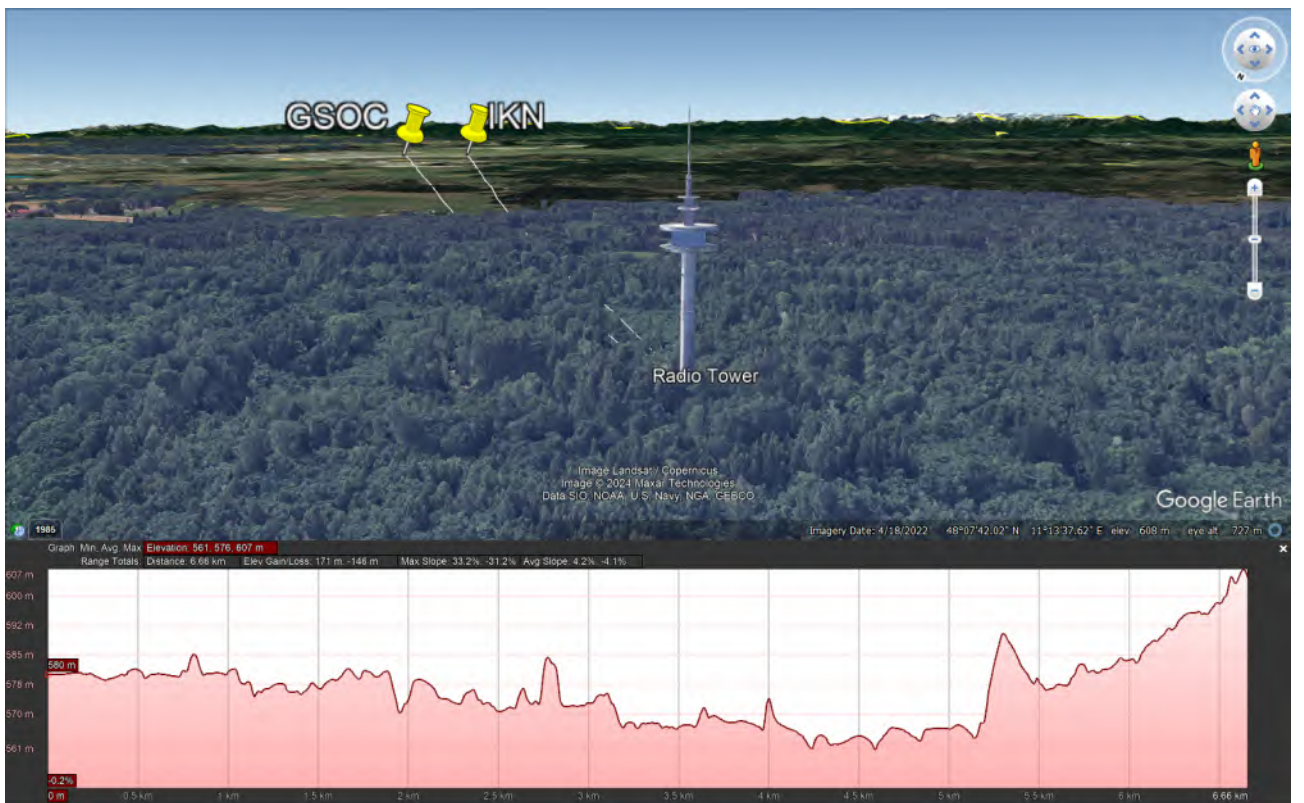 GSOC IKN
N
Radio Tower
Image Landsat / Copernicus
Image © 2024 Maxar Technologies
Data SIO, NOAA, U.S. Navy, NGA, GEBCO
Google Earth
1985
Imagery Date: 4/18/2022 48°07'42.02" N 11°13'37.62" E elev 608 m eye alt 727 m
Graph: Min, Avg, Max Elevation: 561, 576, 607 m
Range Totals: Distance: 6.66 km Elev Gain/Loss: 171 m, -146 m Max Slope: 33.2%, -31.2% Avg Slope: 4.2%, -4.1%
607 m
600 m
592 m
585 m
580 m
578 m
570 m
561 m
-0.2%
0 m 0.5 km 1 km 1.5 km 2 km 2.5 km 3 km 3.5 km 4 km 4.5 km 5 km 5.5 km 6 km 6.66 km